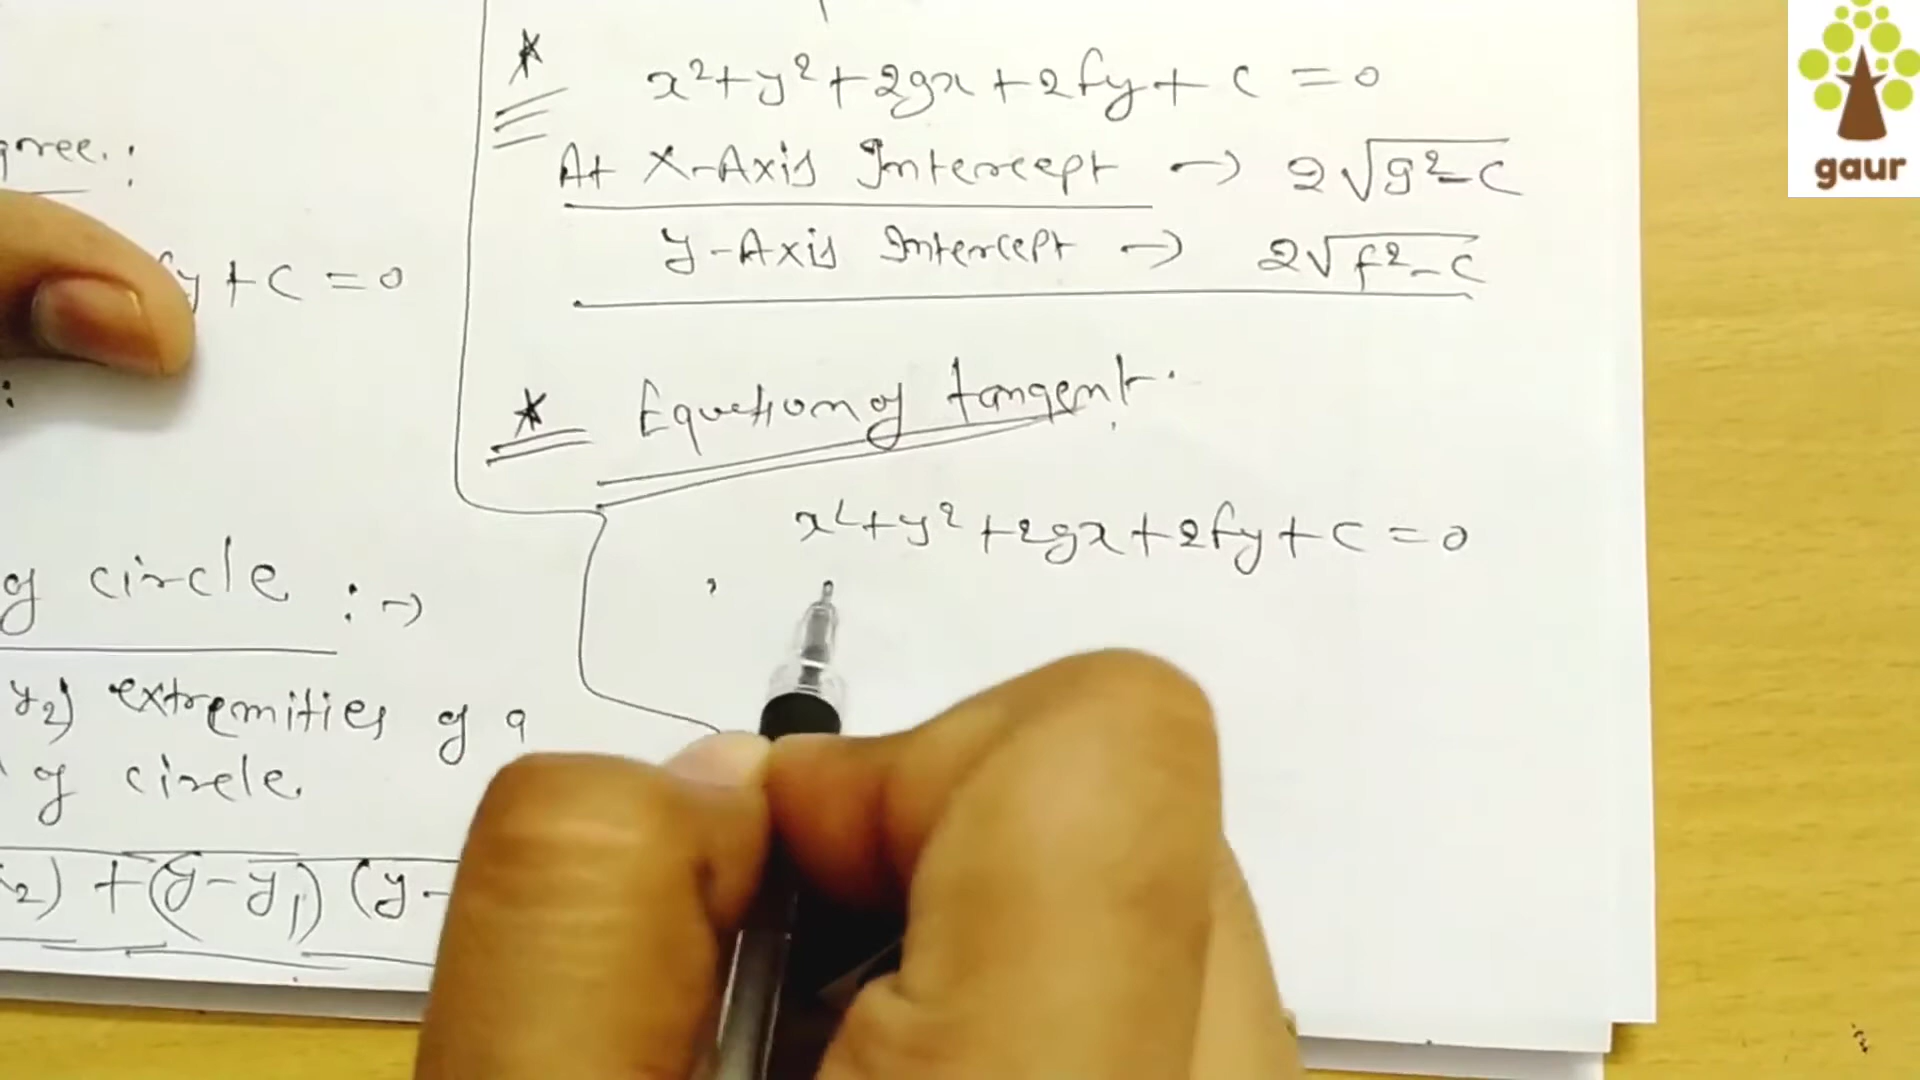 gree. :
y + c = 0
:
of circle :→
y₂) extremities of a
of circle
x₂) + (y - y₁) (y -
* x² + y² + 2gx + 2fy + c = 0
At X-Axis Intercept → 2√g²-c
y-Axis Intercept → 2√f²-c
* Equation of tangent.
x² + y² + 2gx + 2fy + c = 0
gaur